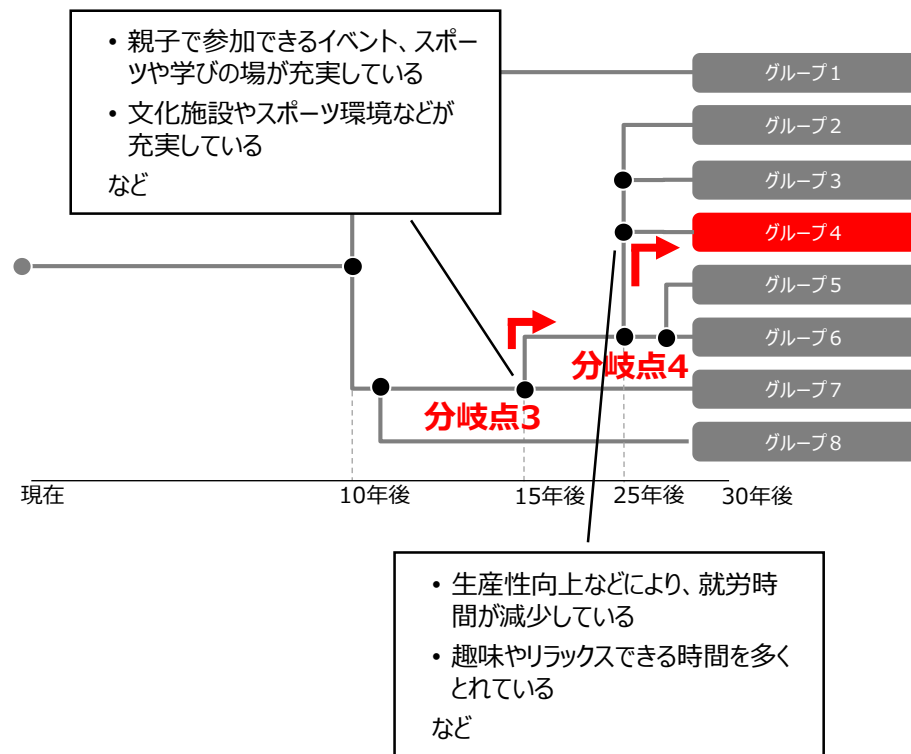 • 親子で参加できるイベント、スポー
ツや学びの場が充実している
• 文化施設やスポーツ環境などが
充実している
など
グループ1
グループ2
グループ3
グループ4
グループ5
グループ6
グループ7
グループ8
分岐点4
分岐点3
現在
10年後
15年後
25年後
30年後
• 生産性向上などにより、就労時
間が減少している
• 趣味やリラックスできる時間を多く
とれている
など